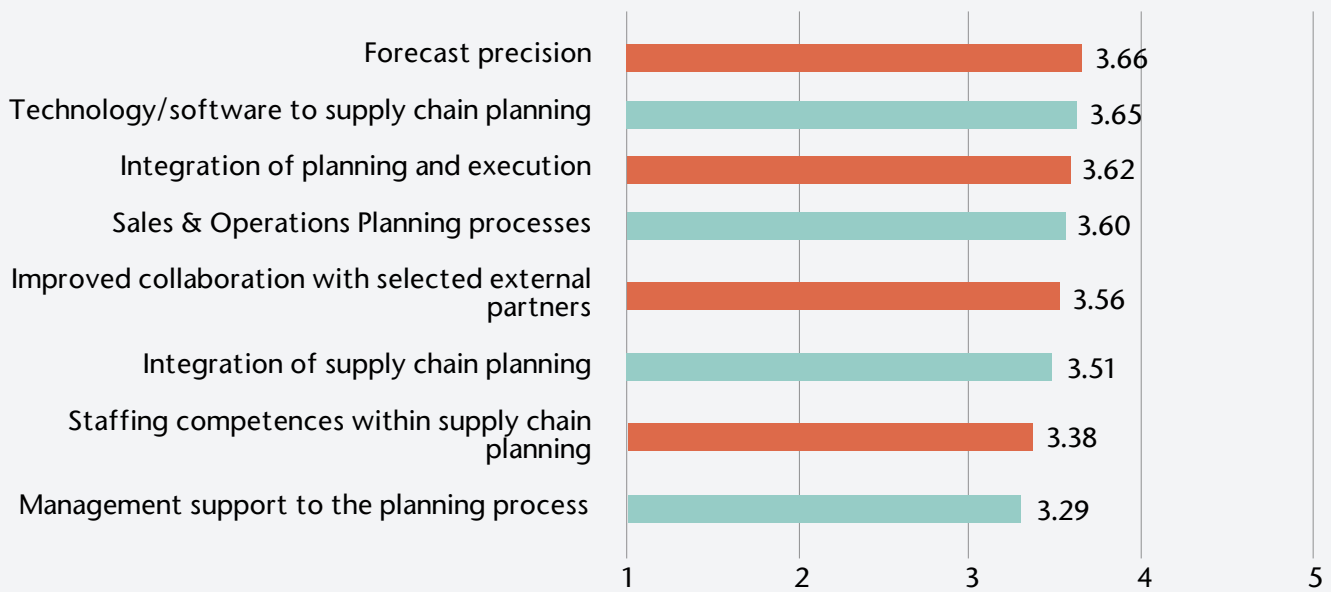 Forecast precision
3.66
Technology/software to supply chain planning
3.65
Integration of planning and execution
3.62
Sales & Operations Planning processes
3.60
Improved collaboration with selected external
partners
3.56
Integration of supply chain planning
3.51
Staffing competences within supply chain
planning
3.38
Management support to the planning process
3.29
1 2 3 4 5